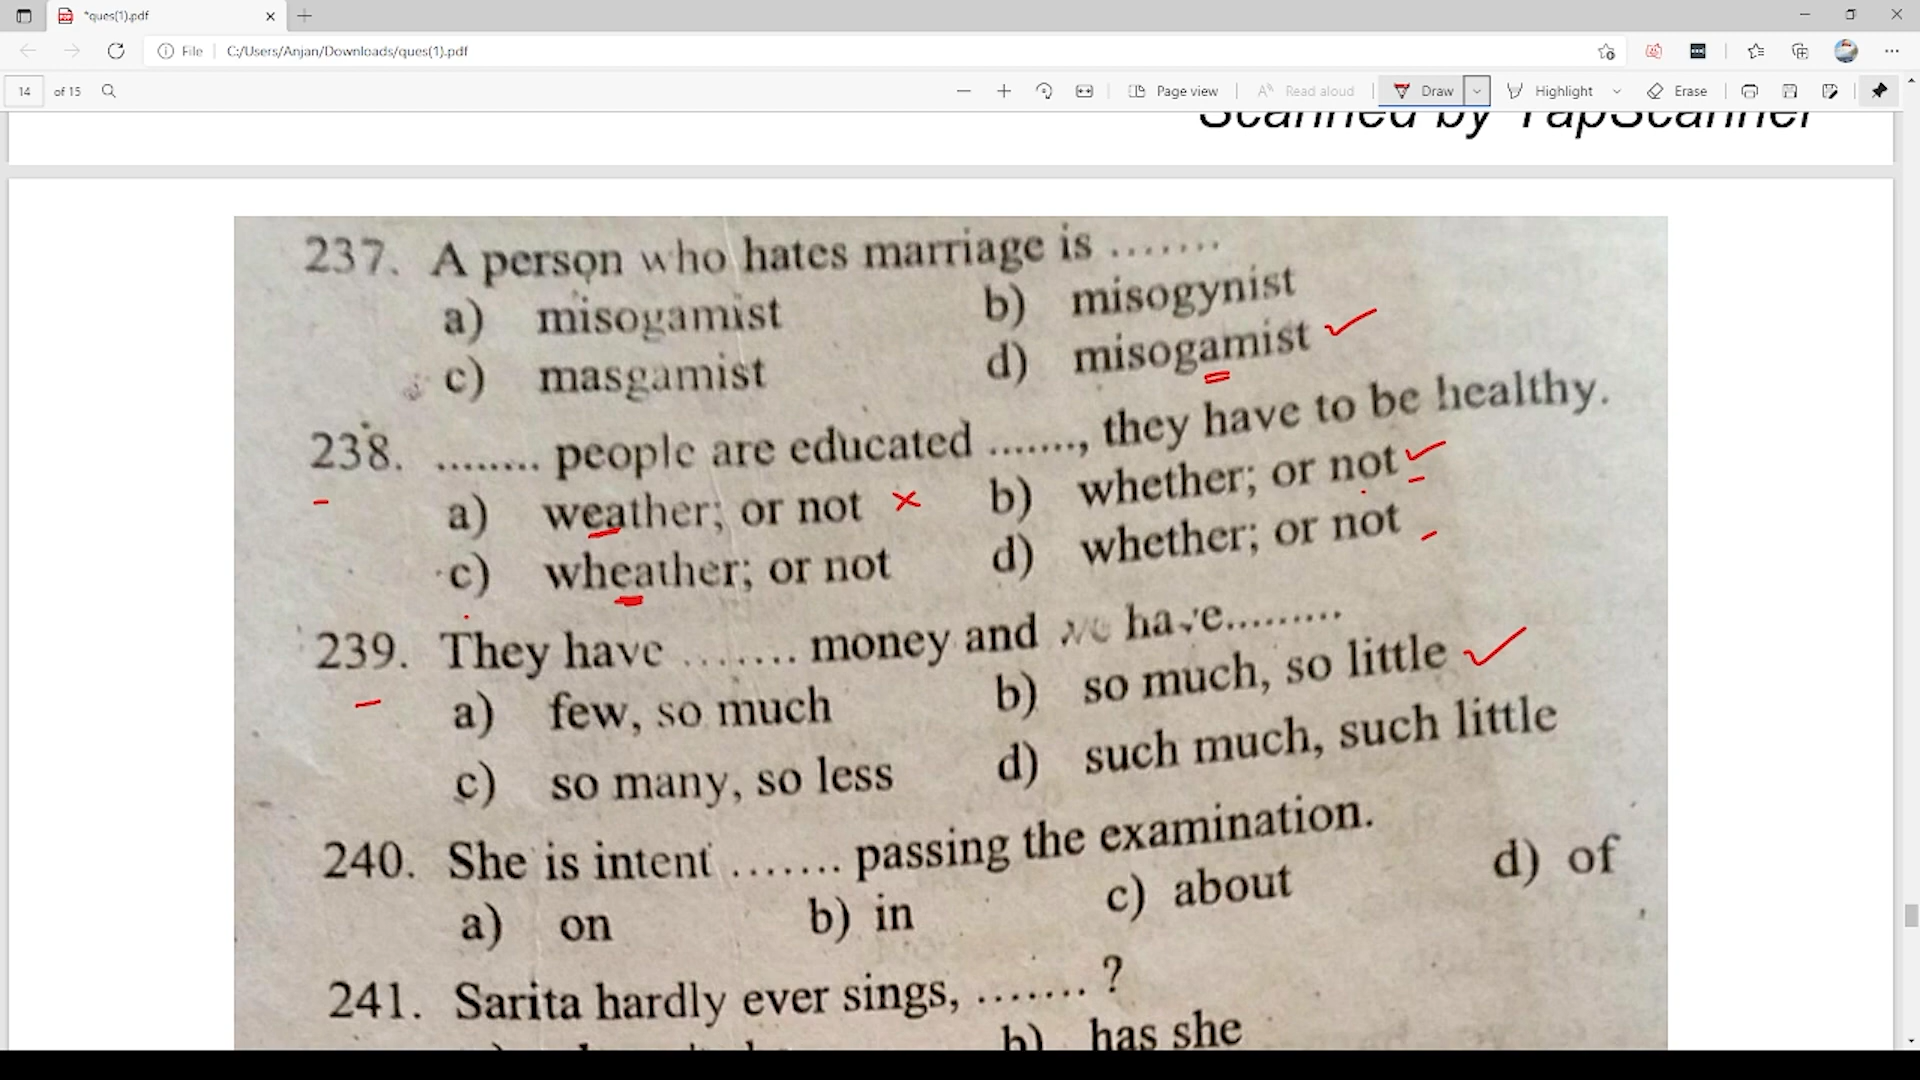 *ques(1).pdf
File C:/Users/Anjan/Downloads/ques(1).pdf
14 of 15 Page view Read aloud Draw Highlight Erase
Scanned by TapScanner
237. A person who hates marriage is .......
a) misogamist b) misogynist
c) masgamist d) misogamist
238. ........ people are educated ......., they have to be healthy.
a) weather; or not b) whether; or not
c) wheather; or not d) whether; or not
239. They have ....... money and we have.........
a) few, so much b) so much, so little
c) so many, so less d) such much, such little
240. She is intent ....... passing the examination.
a) on b) in c) about d) of
241. Sarita hardly ever sings, ....... ?
b) has she